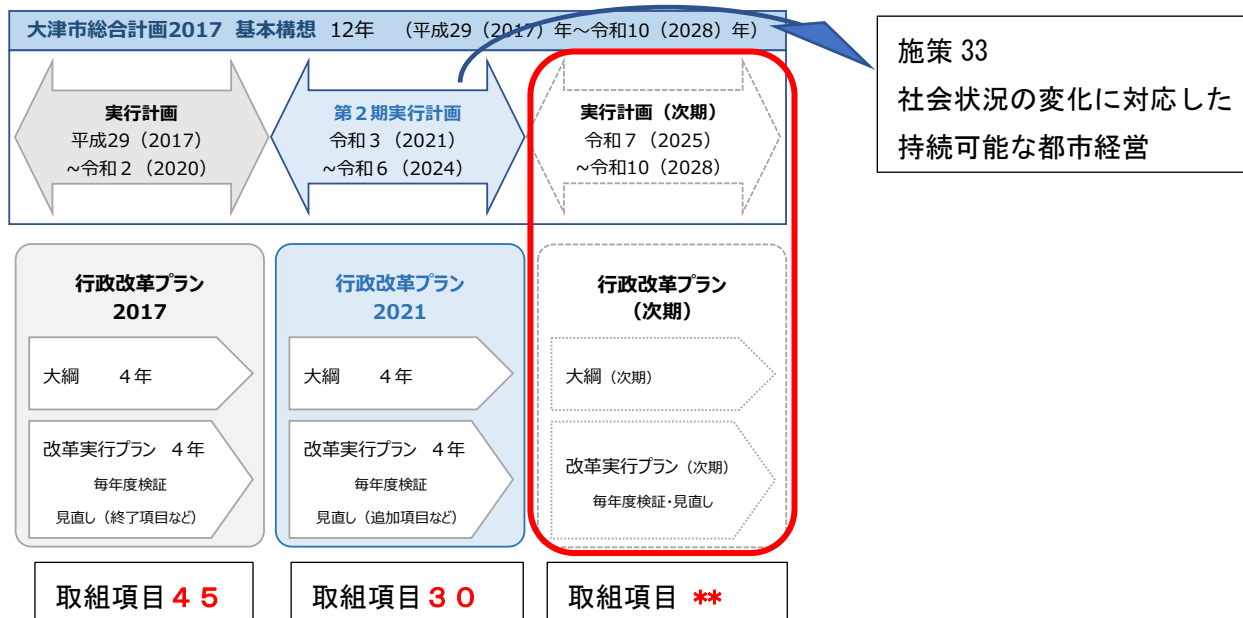 大津市総合計画2017 基本構想 12年 （平成29（2017）年～令和10（2028）年）
施策 33
社会状況の変化に対応した
持続可能な都市経営
実行計画
平成29（2017）
~令和２（2020）
第２期実行計画
令和３（2021）
~令和６（2024）
実行計画（次期）
令和７（2025）
~令和10（2028）
行政改革プラン
2017
大綱 ４年
改革実行プラン ４年
毎年度検証
見直し（終了項目など）
行政改革プラン
2021
大綱 ４年
改革実行プラン ４年
毎年度検証
見直し（追加項目など）
行政改革プラン
（次期）
大綱（次期）
改革実行プラン（次期）
毎年度検証・見直し
取組項目４５
取組項目３０
取組項目 **